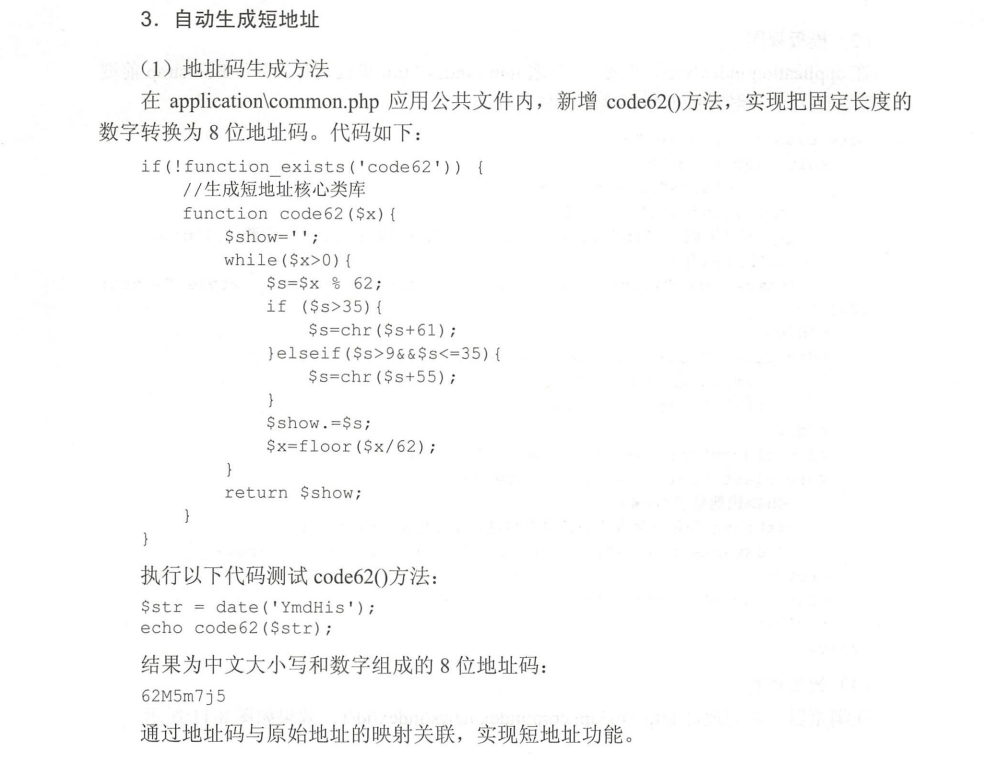 3．自动生成短地址
（1）地址码生成方法
在 application\common.php 应用公共文件内，新增 code62()方法，实现把固定长度的
数字转换为 8 位地址码。代码如下：
if(!function_exists('code62')) {
//生成短地址核心类库
function code62($x){
$show='';
while($x>0){
$s=$x % 62;
if ($s>35){
$s=chr($s+61);
}elseif($s>9&&$s<=35){
$s=chr($s+55);
}
$show.=$s;
$x=floor($x/62);
}
return $show;
}
}
执行以下代码测试 code62()方法：
$str = date('YmdHis');
echo code62($str);
结果为中文大小写和数字组成的 8 位地址码：
62M5m7j5
通过地址码与原始地址的映射关联，实现短地址功能。